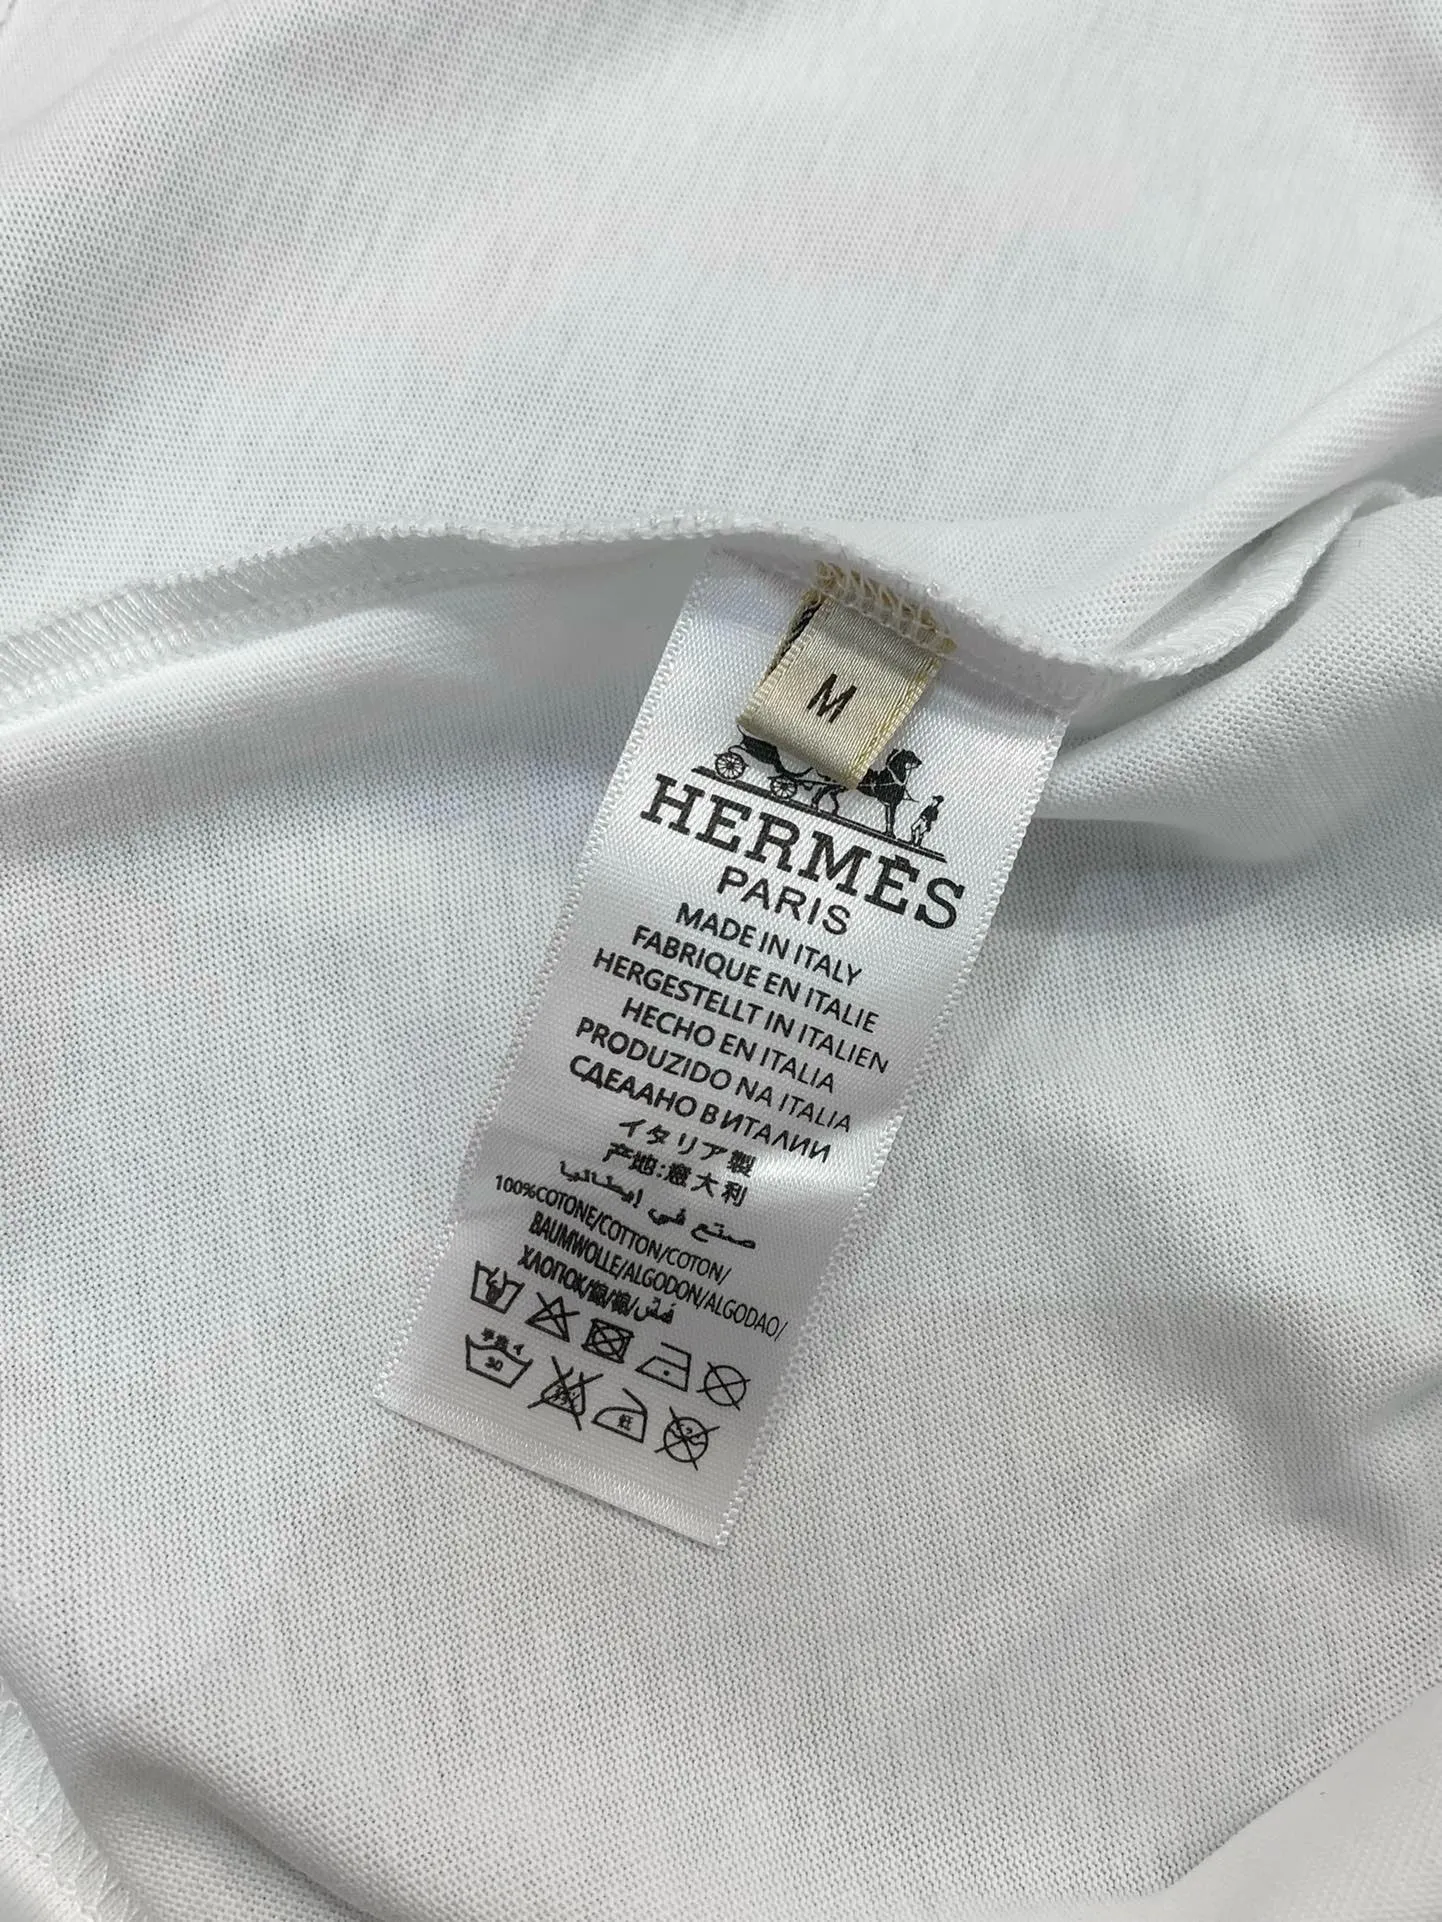 M
HERMÈS
PARIS
MADE IN ITALY
FABRIQUE EN ITALIE
HERGESTELLT IN ITALIEN
HECHO EN ITALIA
PRODUZIDO NA ITALIA
СДЕАНО В ИТАЛИИ
イタリア製
产地:意大利
صنع في إيطاليا
100%COTONE/COTTON/COTON/
BAUMWOLLE/ALGODON/ALGODAO/
ХЛОПОК/
30